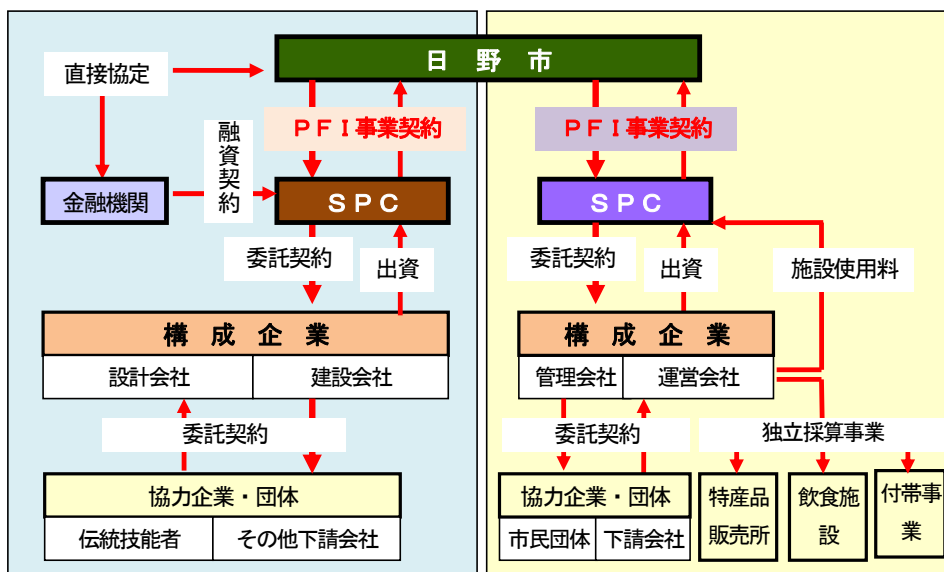 日野市
直接協定
PFI事業契約
融資契約
金融機関
SPC
委託契約
出資
構成企業
設計会社
建設会社
委託契約
協力企業・団体
伝統技能者
その他下請会社
PFI事業契約
SPC
委託契約
出資
施設使用料
構成企業
管理会社
運営会社
委託契約
独立採算事業
協力企業・団体
市民団体
下請会社
特産品
販売所
飲食施
設
付帯事
業